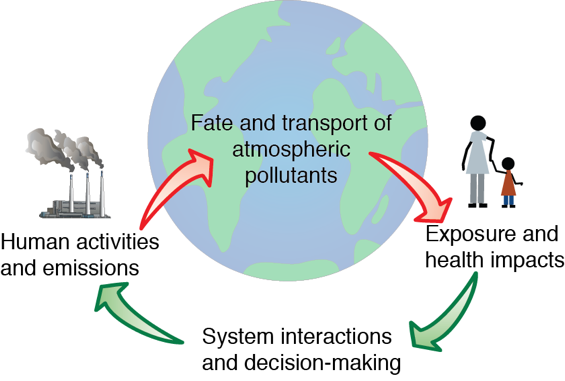 Fate and transport of
atmospheric
pollutants
Human activities
and emissions
Exposure and
health impacts
System interactions
and decision-making